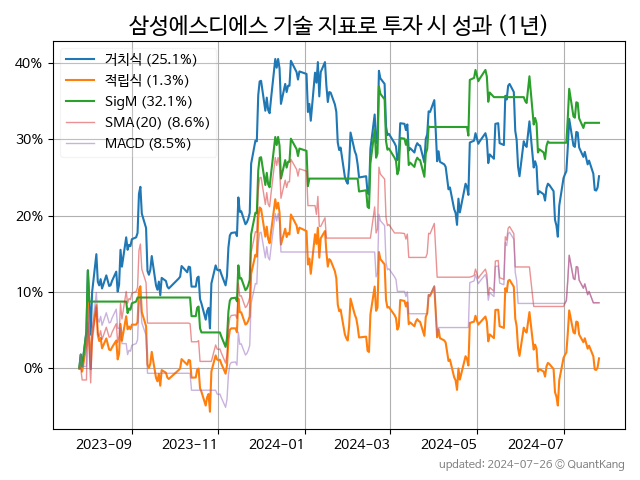 삼성에스디에스 기술 지표로 투자 시 성과 (1년)
거치식 (25.1%)
적립식 (1.3%)
SigM (32.1%)
SMA(20) (8.6%)
MACD (8.5%)
40%
30%
20%
10%
0%
2023-09 2023-11 2024-01 2024-03 2024-05 2024-07
updated: 2024-07-26 © QuantKang